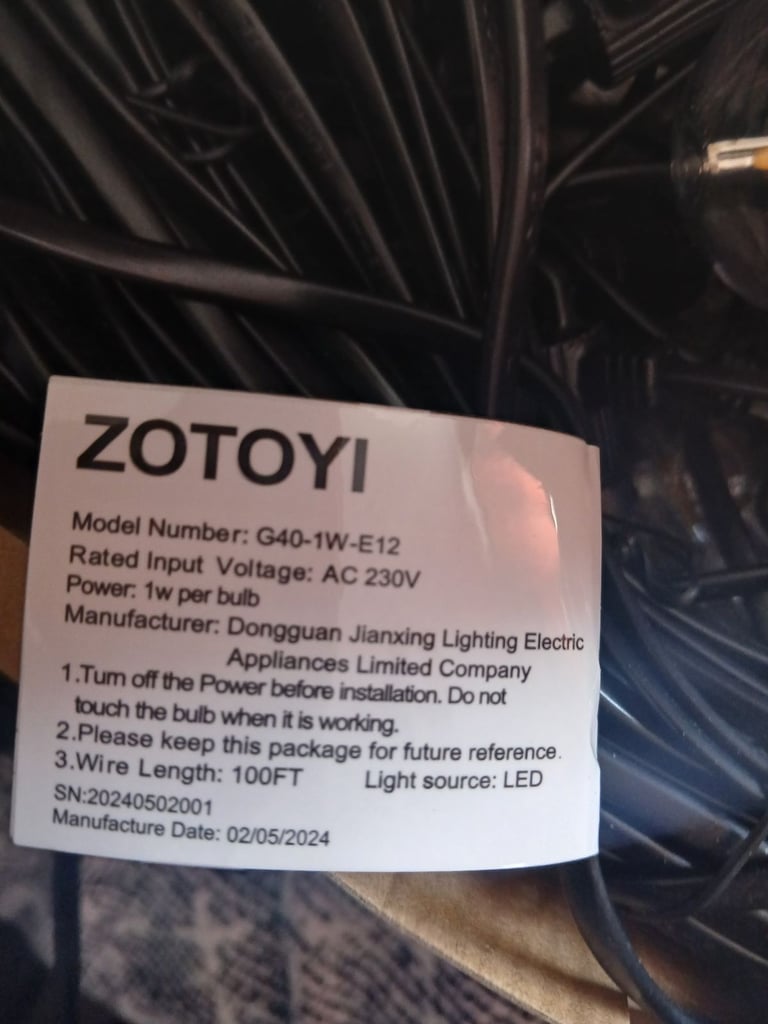 ZOTOYI
Model Number: G40-1W-E12
Rated Input Voltage: AC 230V
Power: 1w per bulb
Manufacturer: Dongguan Jianxing Lighting Electric
Appliances Limited Company
1.Turn off the Power before installation. Do not
touch the bulb when it is working.
2.Please keep this package for future reference.
3.Wire Length: 100FT Light source: LED
SN:20240502001
Manufacture Date: 02/05/2024